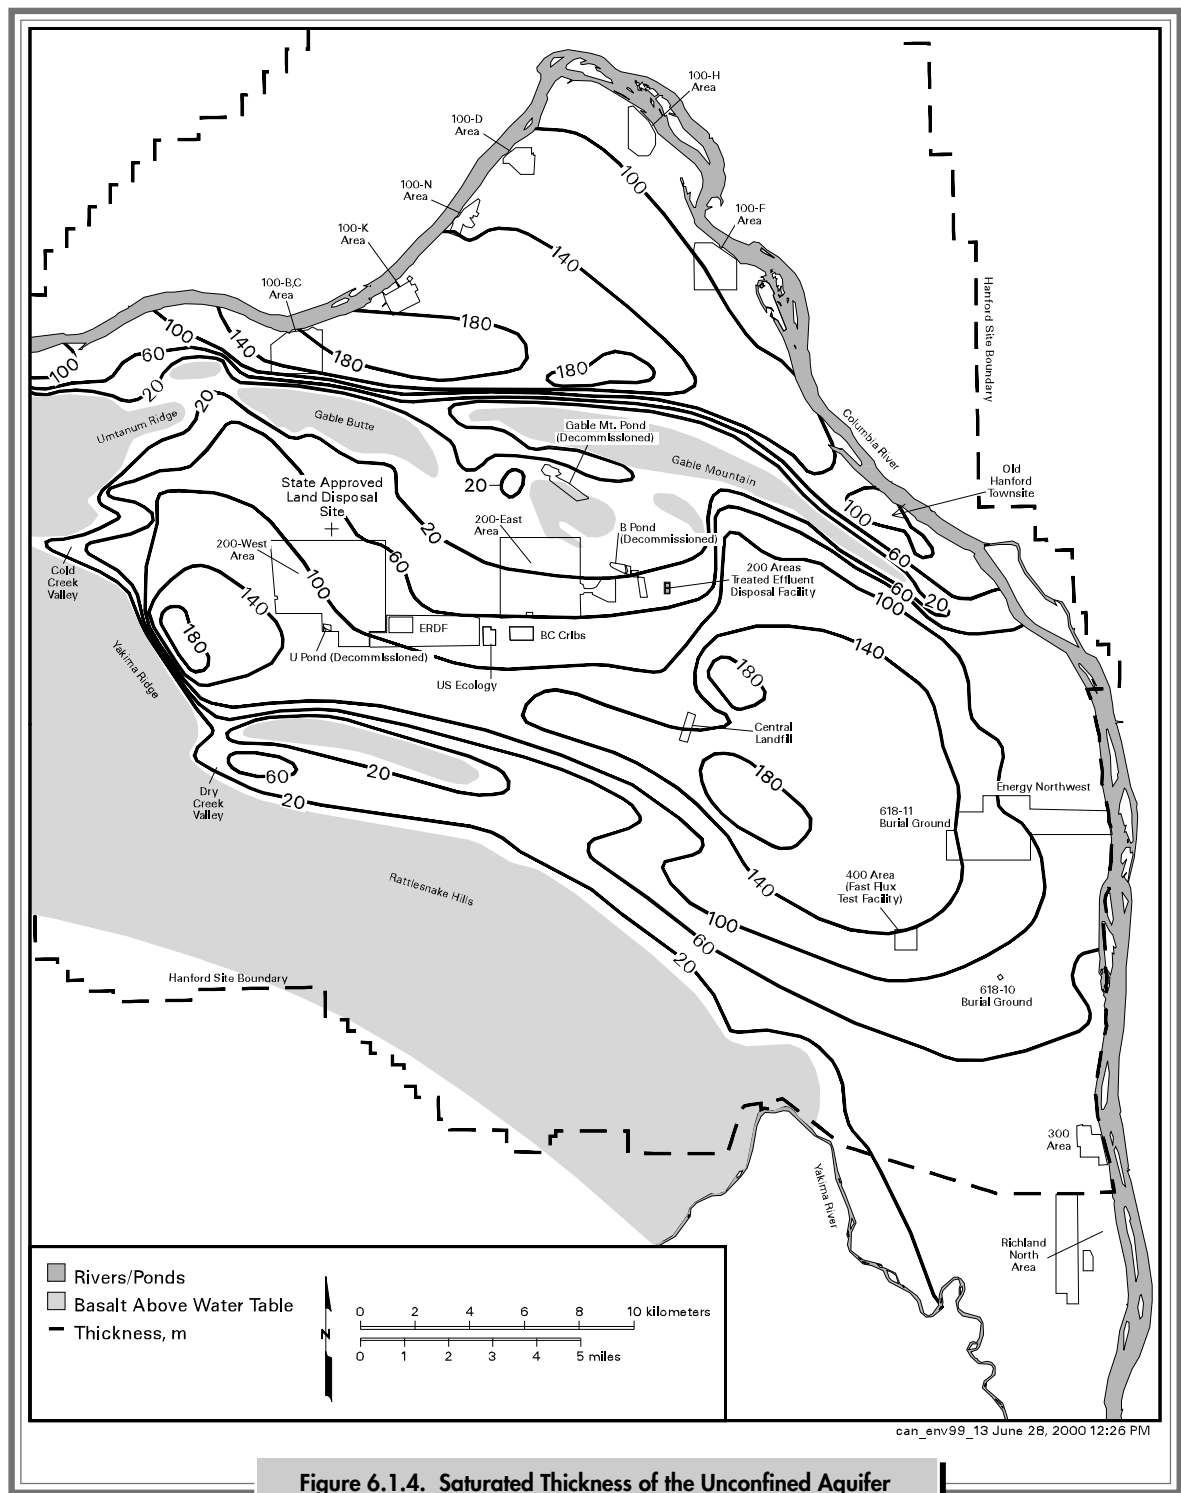 100-H
Area
100-D
Area
100-N
Area
100-K
Area
100-B,C
Area
100-F
Area
100
140
180
180
180
100
140
60
100
20
20
Hanford Site Boundary
Columbia River
Umtanum Ridge
Gable Butte
Gable Mt. Pond
(Decommissioned)
Gable Mountain
Old
Hanford
Townsite
State Approved
Land Disposal
Site
20
200-East
Area
B Pond
(Decommissioned)
200-West
Area
20
60
100
140
180
100
60
20
60
100
200 Areas
Treated Effluent
Disposal Facility
Cold
Creek
Valley
ERDF
BC Cribs
U Pond (Decommissioned)
US Ecology
Yakima Ridge
140
180
Central
Landfill
180
60
20
20
Dry
Creek
Valley
Energy Northwest
618-11
Burial Ground
400 Area
(Fast Flux
Test Facility)
140
100
60
20
Rattlesnake Hills
Hanford Site Boundary
618-10
Burial Ground
300
Area
Yakima River
Richland
North
Area
Rivers/Ponds
Basalt Above Water Table
Thickness, m
N
0 2 4 6 8 10 kilometers
0 1 2 3 4 5 miles
can_env99_13 June 28, 2000 12:26 PM
Figure 6.1.4. Saturated Thickness of the Unconfined Aquifer